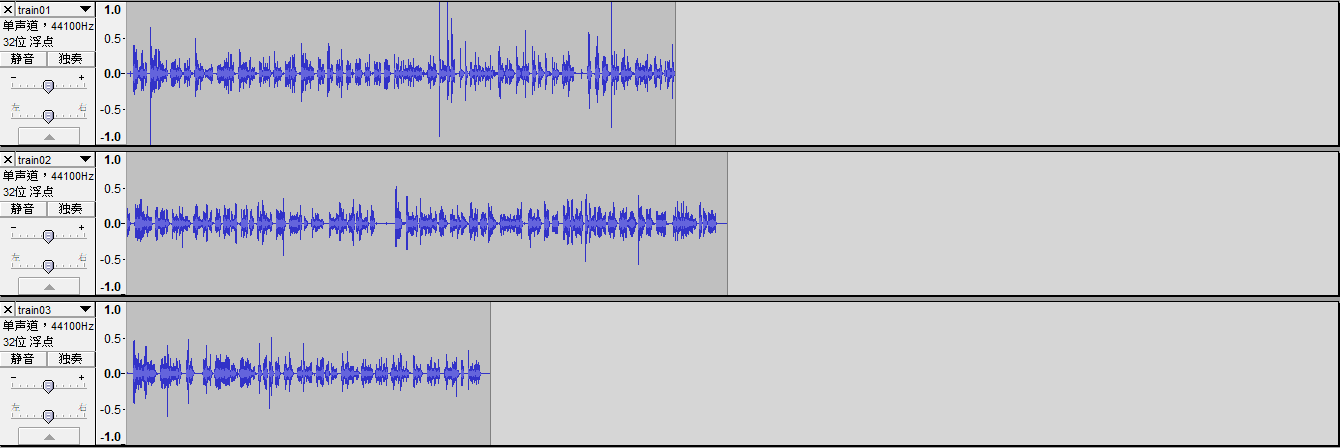 train01
单声道，44100Hz
32位 浮点
静音 独奏
- +
左 右
1.0
0.5-
0.0-
-0.5-
-1.0
train02
单声道，44100Hz
32位 浮点
静音 独奏
- +
左 右
1.0
0.5-
0.0-
-0.5-
-1.0
train03
单声道，44100Hz
32位 浮点
静音 独奏
- +
左 右
1.0
0.5-
0.0-
-0.5-
-1.0